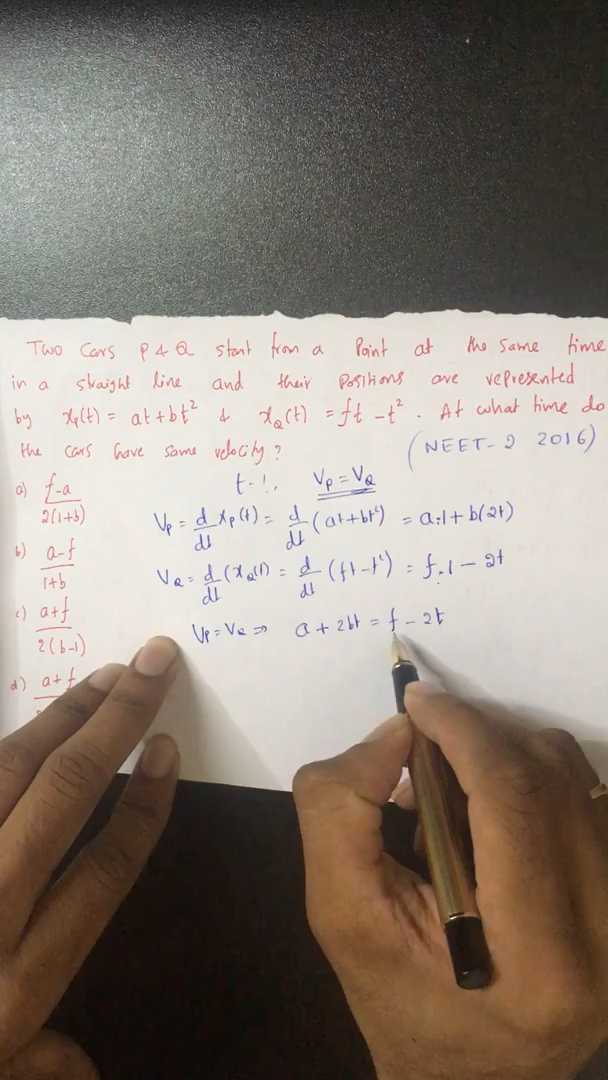 Two Cars P & Q start from a Point at the same time
in a straight line and their Positions are represented
by xₚ(t) = at + bt² & x_Q(t) = ft - t². At what time do
the cars have same velocity?
(NEET-2 2016)
a) f-a / 2(1+b)
b) a-f / 1+b
c) a+f / 2(b-1)
d) a+f
t-!, Vp = VQ
Vp = d/dt xp(t) = d/dt (at+bt²) = a.1 + b(2t)
VQ = d/dt (xQ(t) = d/dt (ft-t²) = f.1 - 2t
Vp = VQ ⇒ a + 2bt = f - 2t